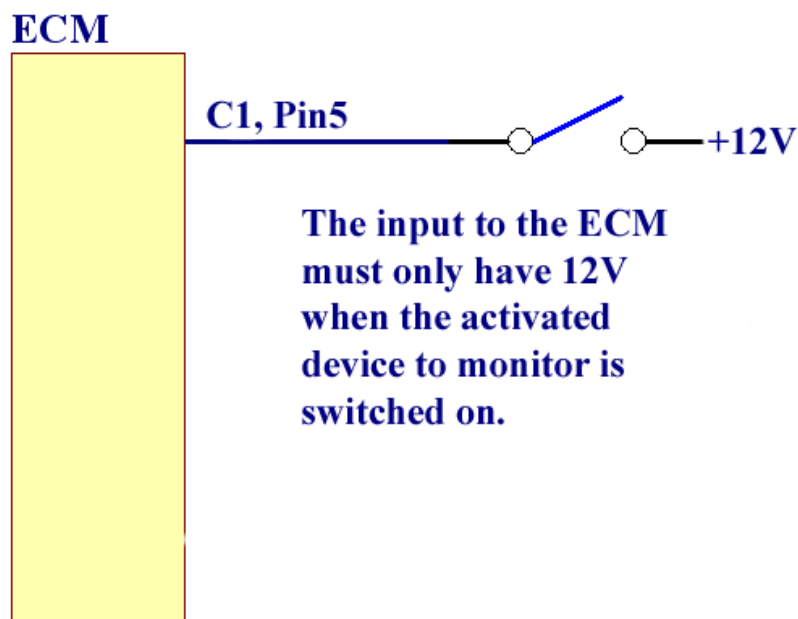 ECM
C1, Pin5
+12V
The input to the ECM
must only have 12V
when the activated
device to monitor is
switched on.